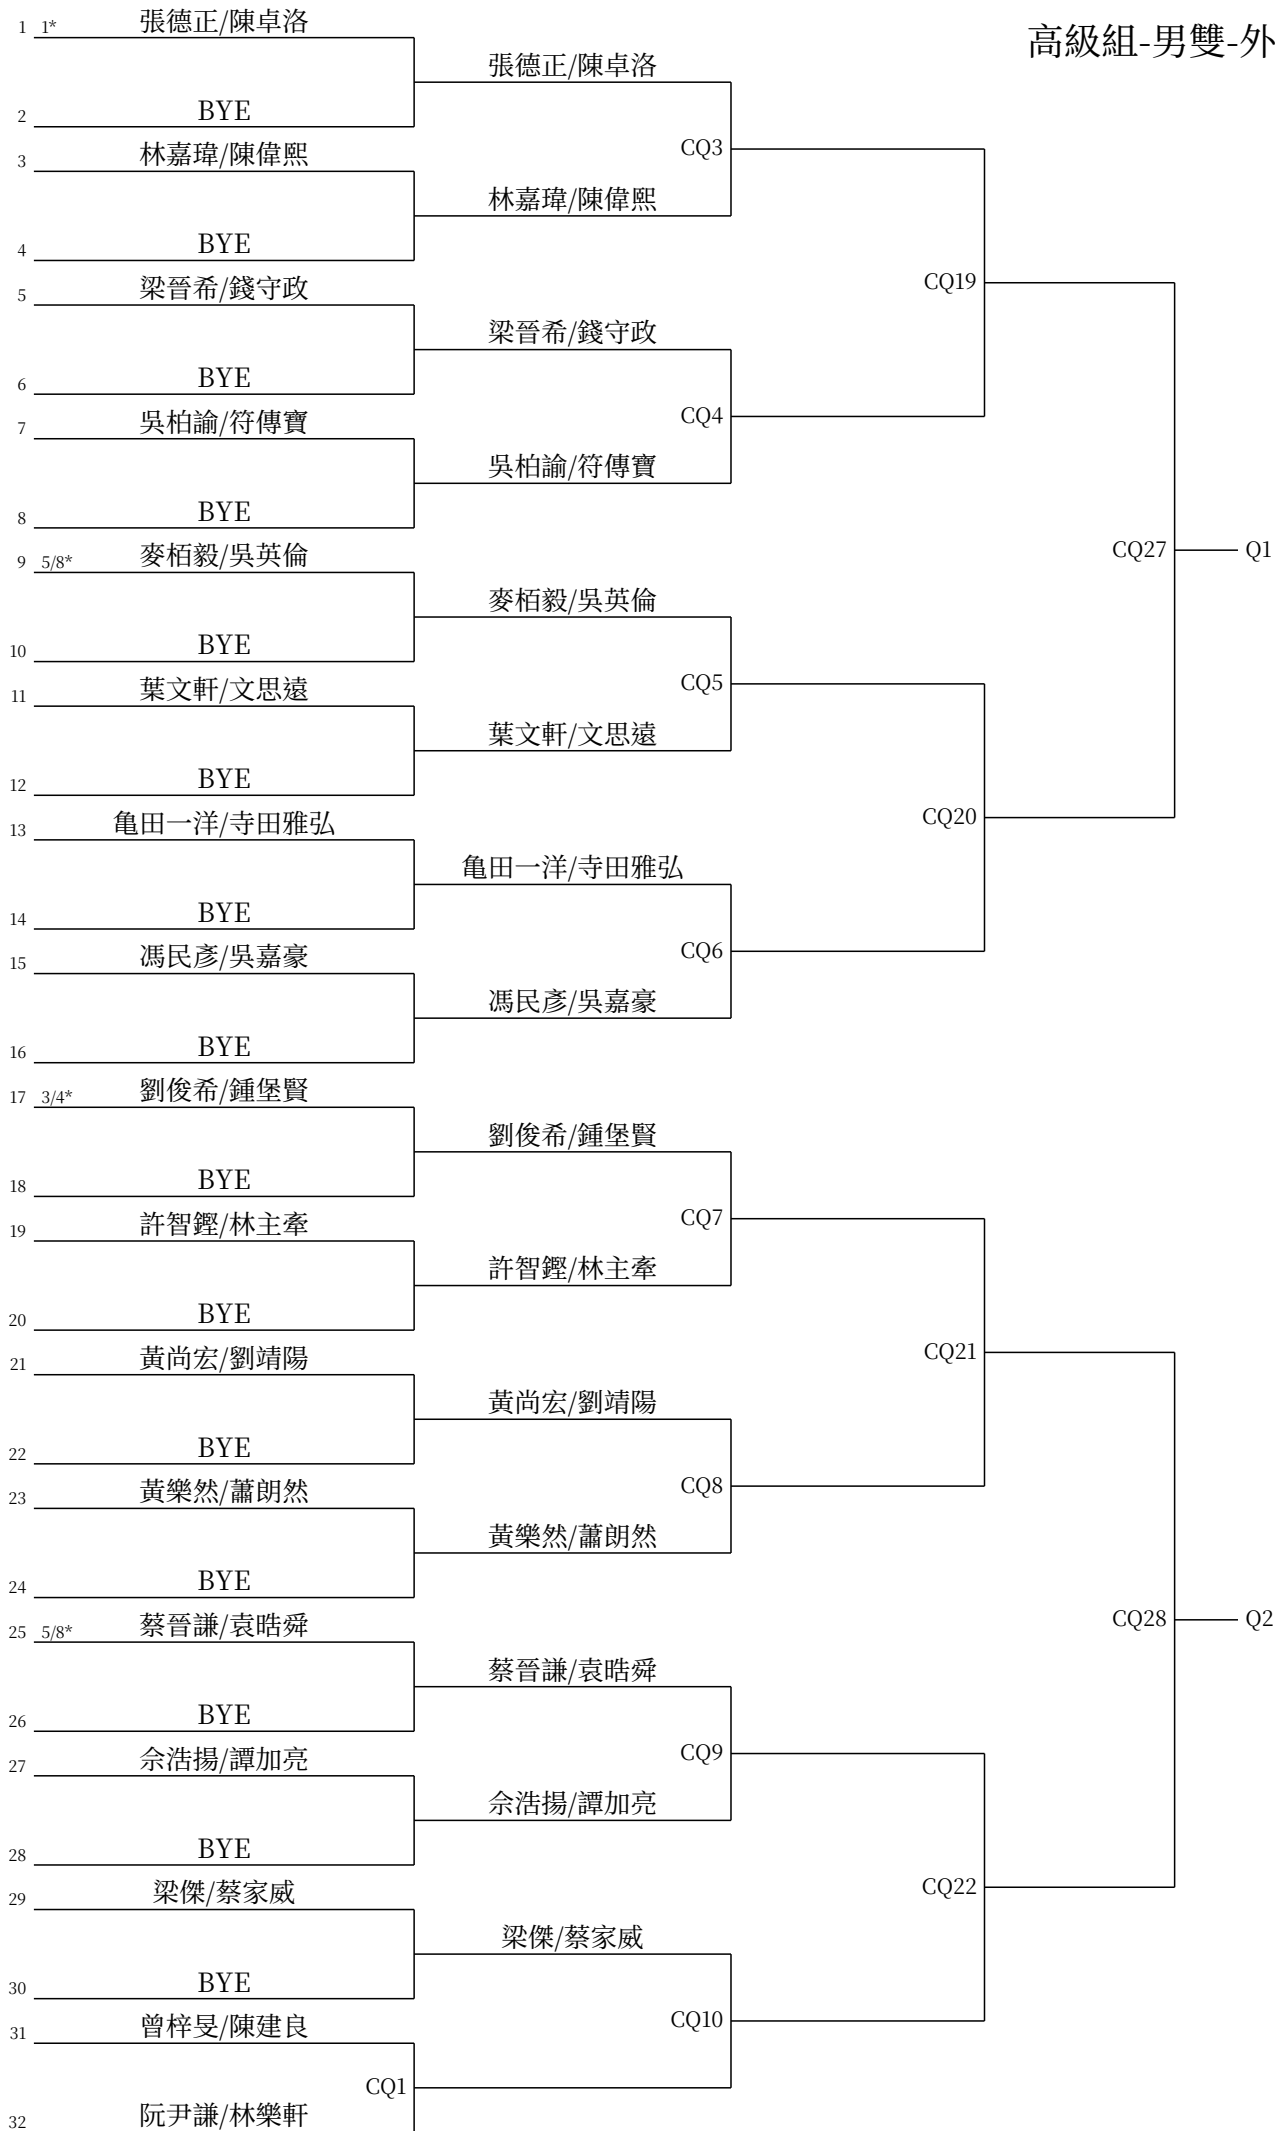 高級組-男雙-外
1 1* 張德正/陳卓洛
張德正/陳卓洛
2 BYE
CQ3
3 林嘉瑋/陳偉熙
林嘉瑋/陳偉熙
4 BYE
CQ19
5 梁晉希/錢守政
梁晉希/錢守政
6 BYE
CQ4
7 吳柏諭/符傳寶
吳柏諭/符傳寶
8 BYE
CQ27 Q1
9 5/8* 麥栢毅/吳英倫
麥栢毅/吳英倫
10 BYE
CQ5
11 葉文軒/文思遠
葉文軒/文思遠
12 BYE
CQ20
13 亀田一洋/寺田雅弘
亀田一洋/寺田雅弘
14 BYE
CQ6
15 馮民彥/吳嘉豪
馮民彥/吳嘉豪
16 BYE
17 3/4* 劉俊希/鍾堡賢
劉俊希/鍾堡賢
18 BYE
CQ7
19 許智鏗/林主牽
許智鏗/林主牽
20 BYE
CQ21
21 黃尚宏/劉靖陽
黃尚宏/劉靖陽
22 BYE
CQ8
23 黃樂然/蕭朗然
黃樂然/蕭朗然
24 BYE
CQ28 Q2
25 5/8* 蔡晉謙/袁晧舜
蔡晉謙/袁晧舜
26 BYE
CQ9
27 佘浩揚/譚加亮
佘浩揚/譚加亮
28 BYE
CQ22
29 梁傑/蔡家威
梁傑/蔡家威
30 BYE
CQ10
31 曾梓旻/陳建良
CQ1
32 阮尹謙/林樂軒